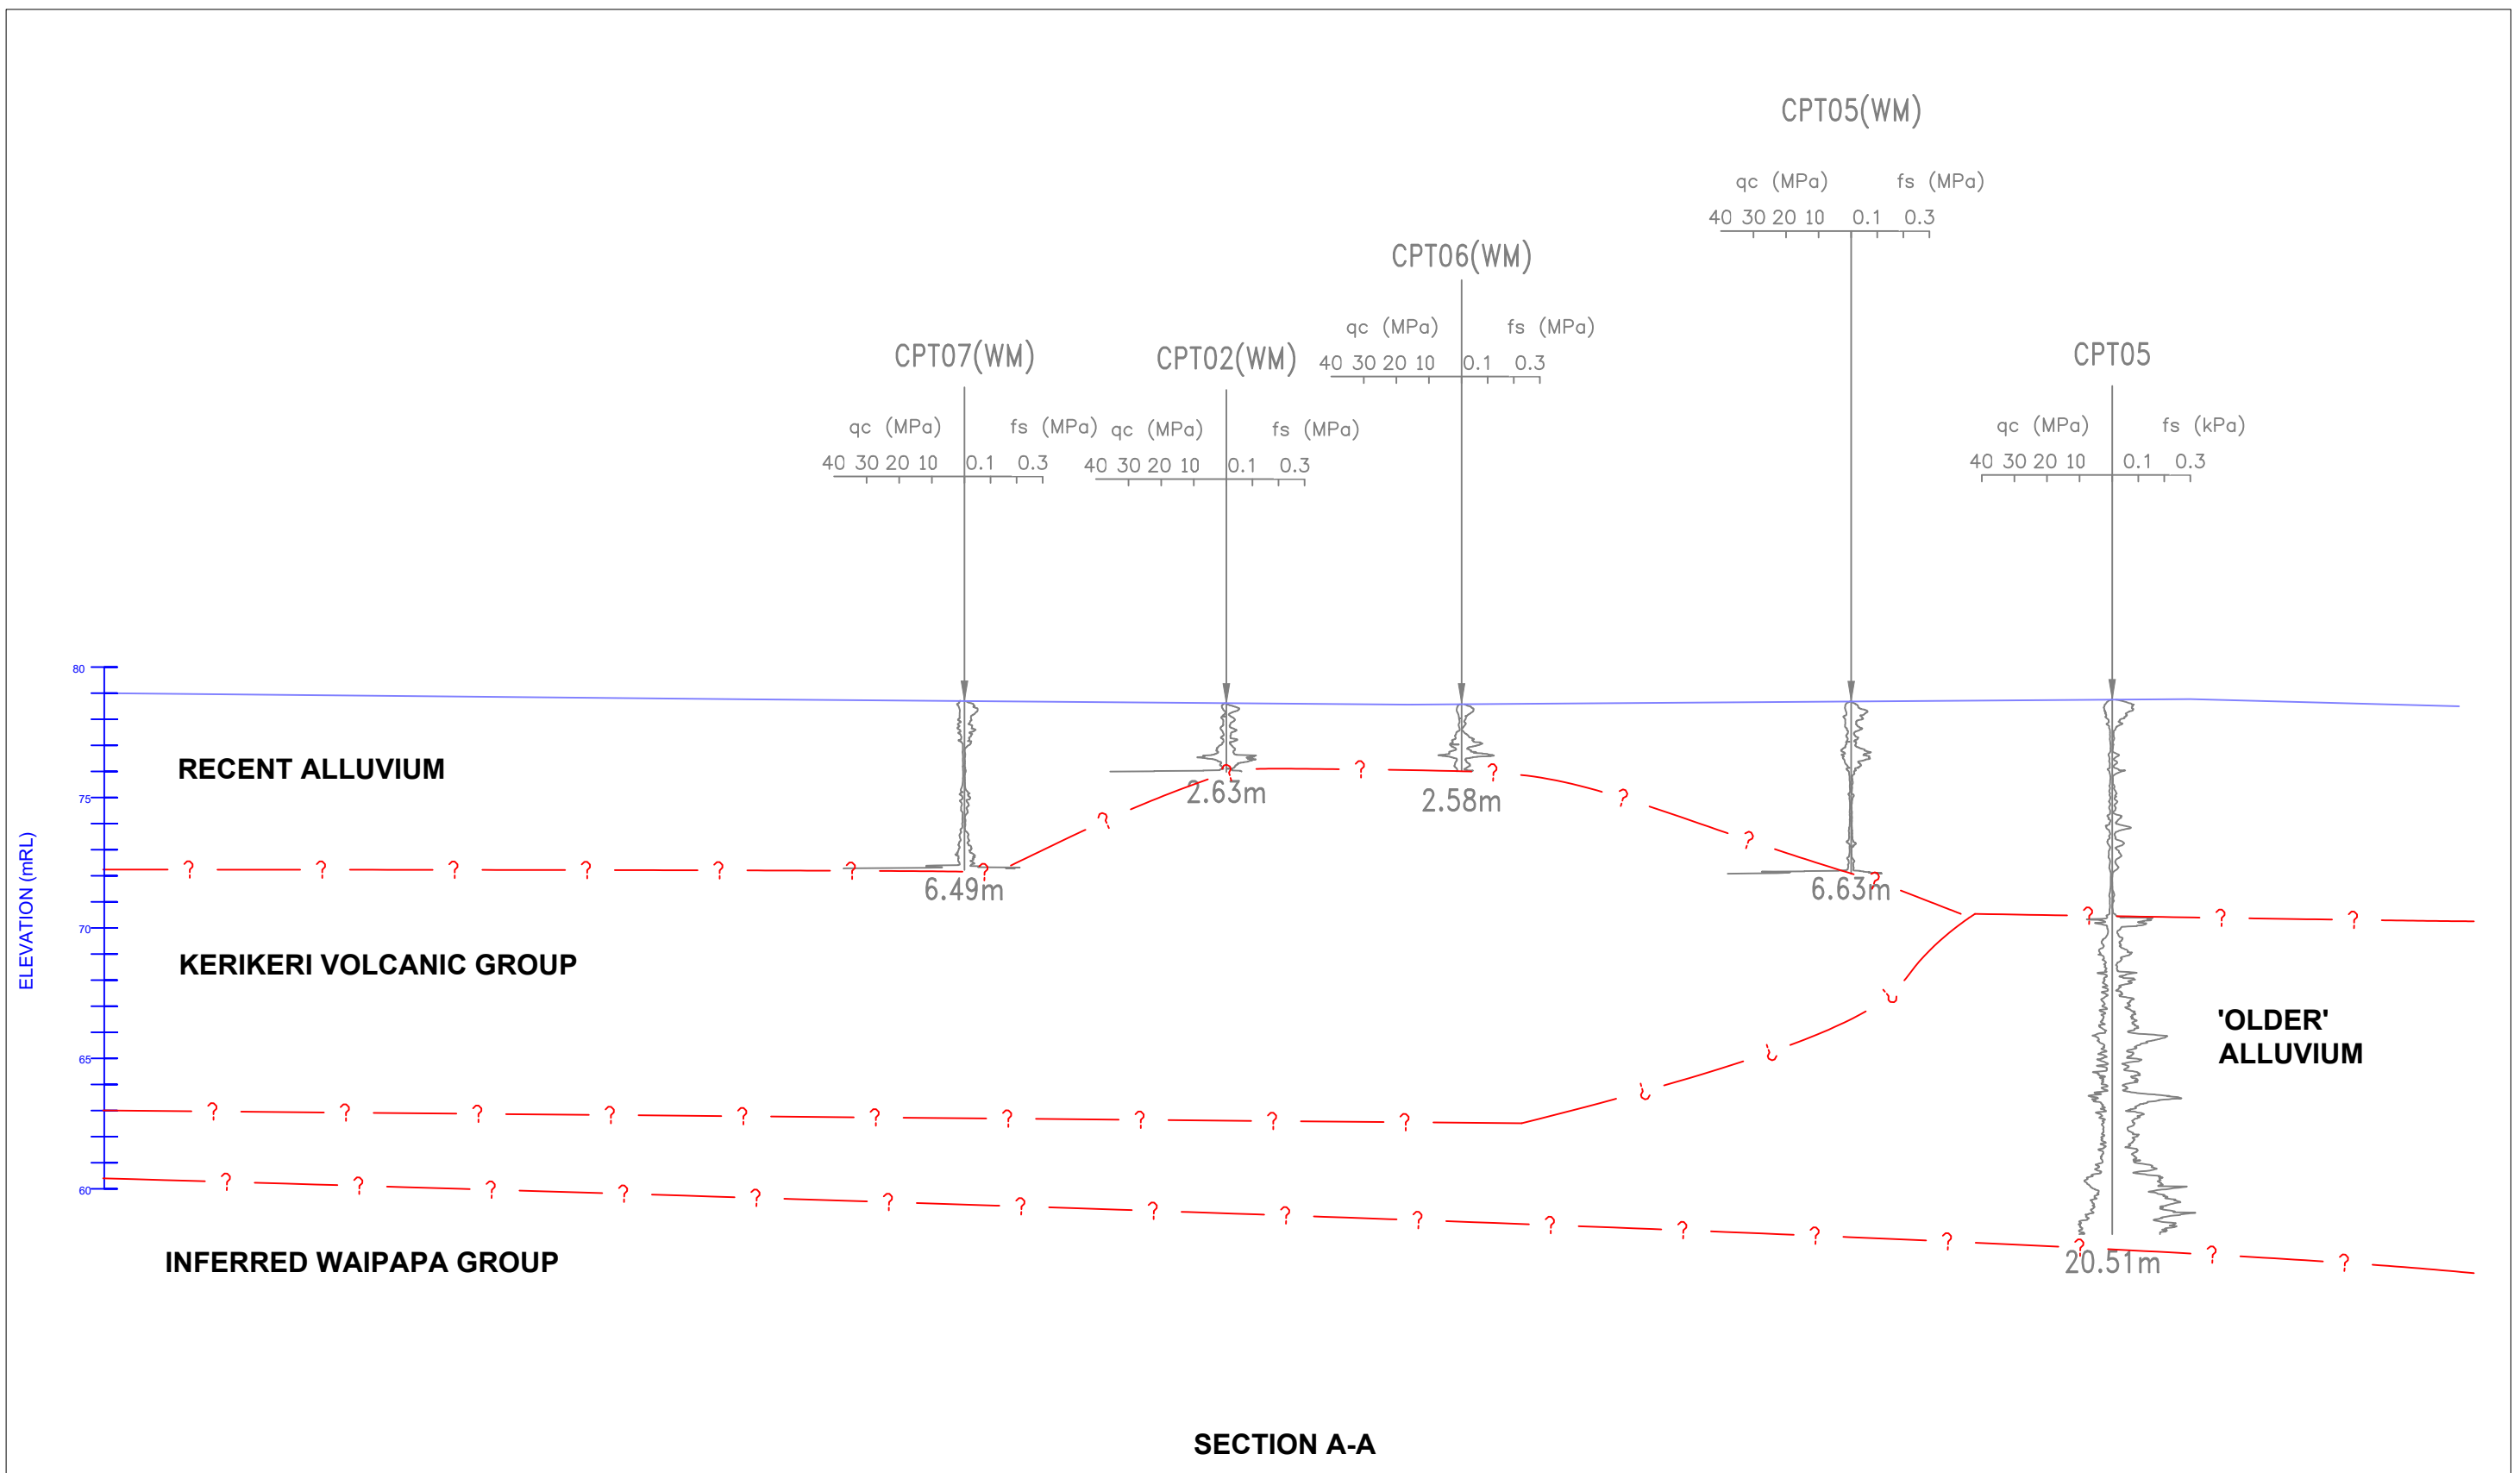 CPT05(WM)
qc (MPa) fs (MPa)
40 30 20 10 0.1 0.3
CPT06(WM)
qc (MPa) fs (MPa)
40 30 20 10 0.1 0.3
CPT07(WM) CPT02(WM) CPT05
qc (MPa) fs (MPa) qc (MPa) fs (MPa) qc (MPa) fs (kPa)
40 30 20 10 0.1 0.3 40 30 20 10 0.1 0.3 40 30 20 10 0.1 0.3
80
RECENT ALLUVIUM
75
2.63m
2.58m
? ? ? ? ? ? ? ? ? ? ? ? ? ?
6.49m
6.63m
ELEVATION (mRL)
70
? ? ?
KERIKERI VOLCANIC GROUP
'OLDER'
ALLUVIUM
65
? ? ? ? ? ? ? ? ? ? ? ? ?
60
? ? ? ? ? ? ? ? ? ? ? ? ? ? ? ? ?
INFERRED WAIPAPA GROUP
20.51m
SECTION A-A